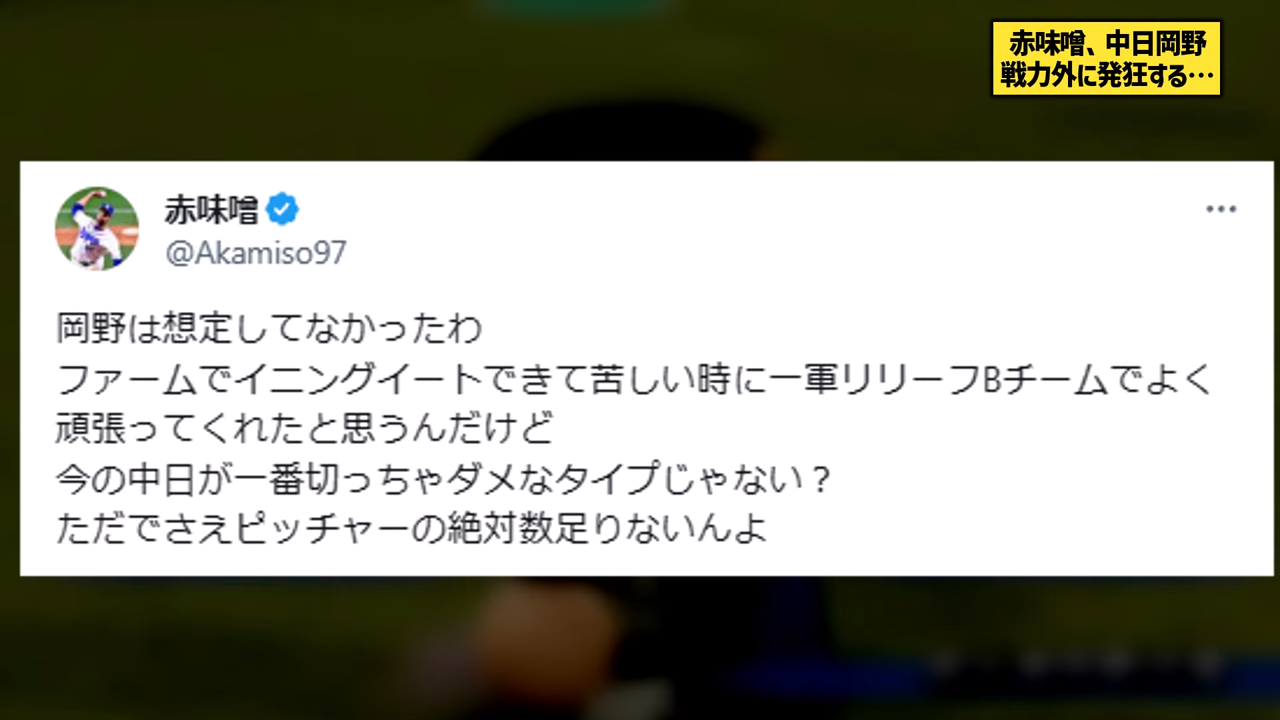 赤味噌、中日岡野
戦力外に発狂する…
赤味噌
@Akamiso97
岡野は想定してなかったわ
ファームでイニングイートできて苦しい時に一軍リリーフBチームでよく
頑張ってくれたと思うんだけど
今の中日が一番切っちゃダメなタイプじゃない？
ただでさえピッチャーの絶対数足りないんよ